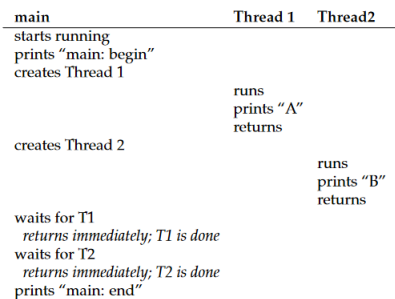 main Thread 1 Thread2
starts running
prints “main: begin”
creates Thread 1
runs
prints “A”
returns
creates Thread 2
runs
prints “B”
returns
waits for T1
returns immediately; T1 is done
waits for T2
returns immediately; T2 is done
prints “main: end”